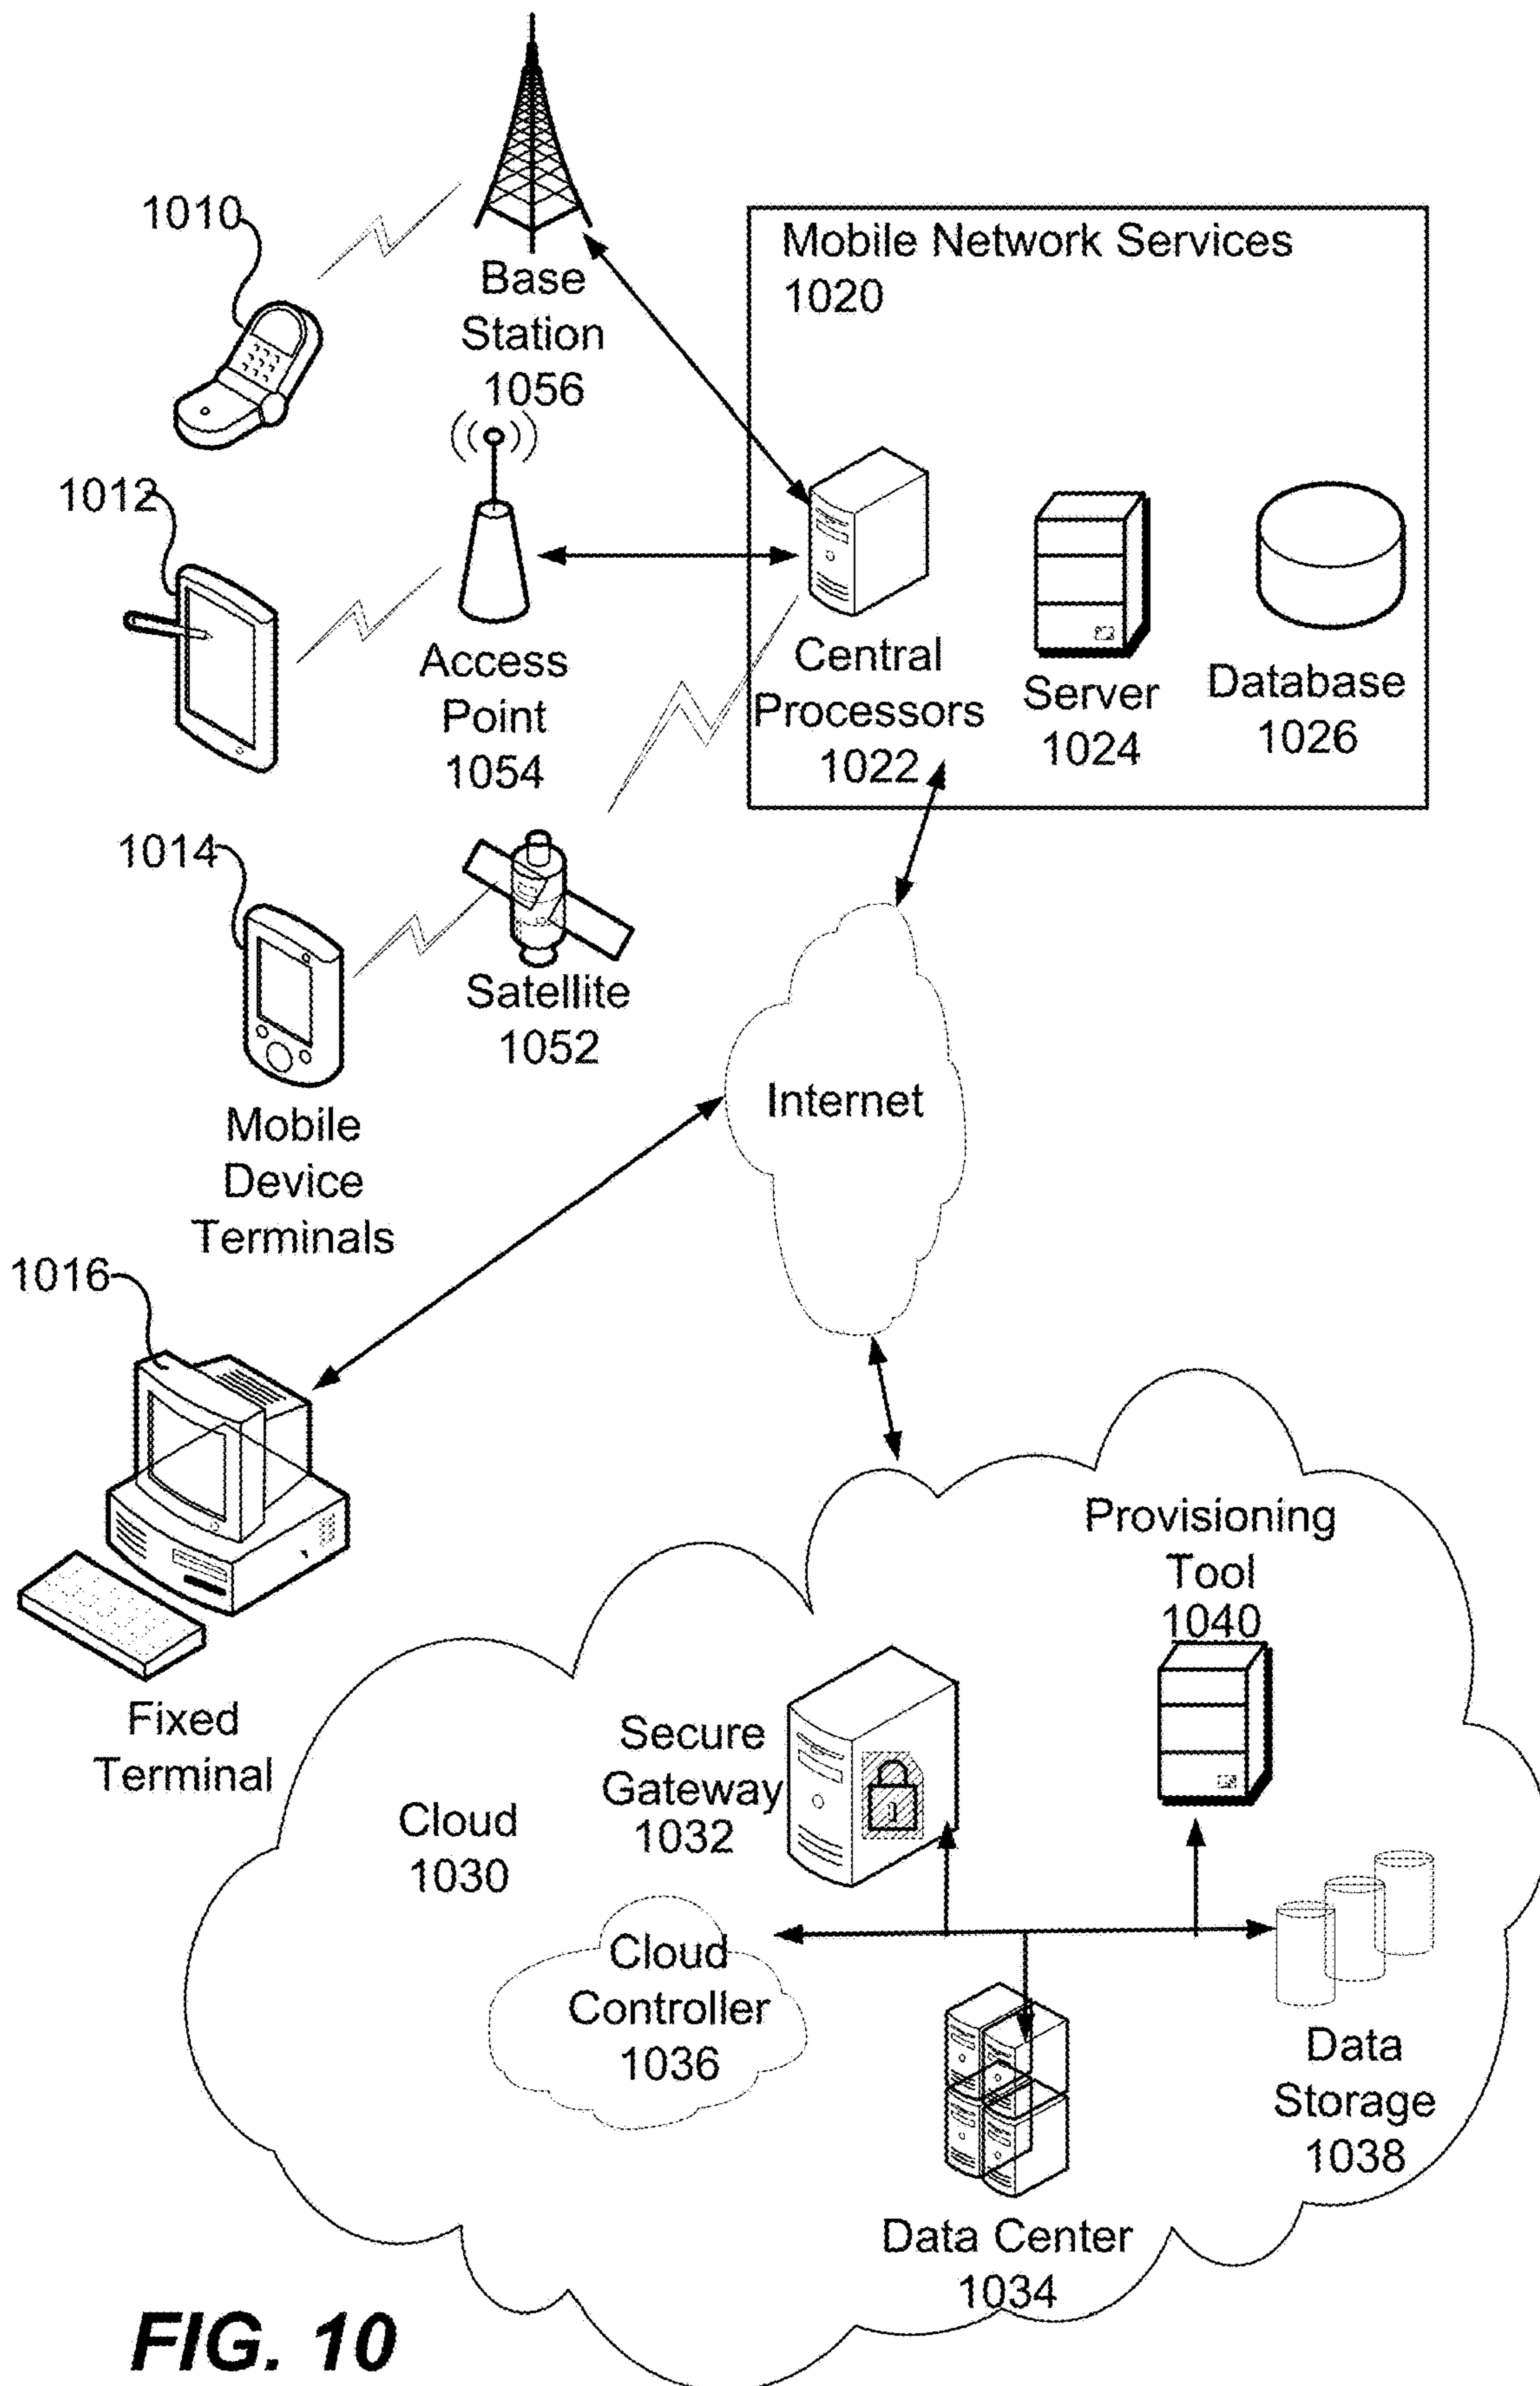 1010
Base
Station
1056
Mobile Network Services
1020
1012
Access
Point
1054
Central
Processors
1022
Server
1024
Database
1026
1014
Satellite
1052
Mobile
Device
Terminals
Internet
1016
Fixed
Terminal
Provisioning
Tool
1040
Secure
Gateway
1032
Cloud
1030
Cloud
Controller
1036
Data
Storage
1038
Data Center
1034
FIG. 10